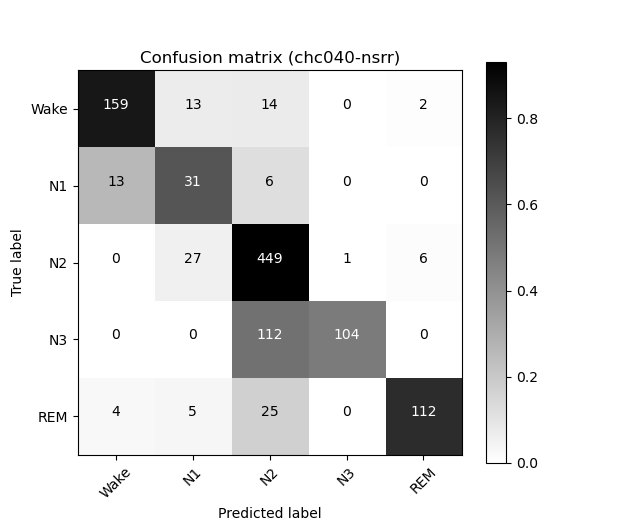 Confusion matrix (chc040-nsrr)
True label
Wake 159 13 14 0 2
N1 13 31 6 0 0
N2 0 27 449 1 6
N3 0 0 112 104 0
REM 4 5 25 0 112
Wake N1 N2 N3 REM
Predicted label
0.8
0.6
0.4
0.2
0.0